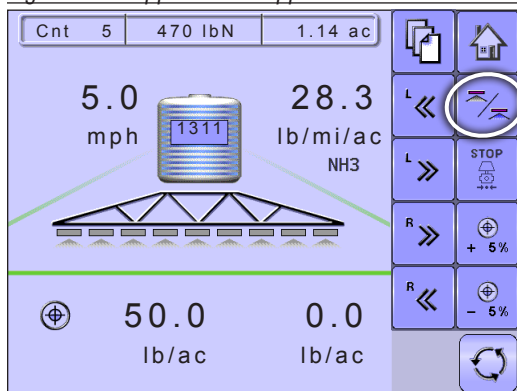 Cnt 5 470 lbN 1.14 ac
5.0 28.3
mph 1311 lb/mi/ac
NH3
50.0 0.0
lb/ac lb/ac
L
L STOP
R + 5%
R - 5%